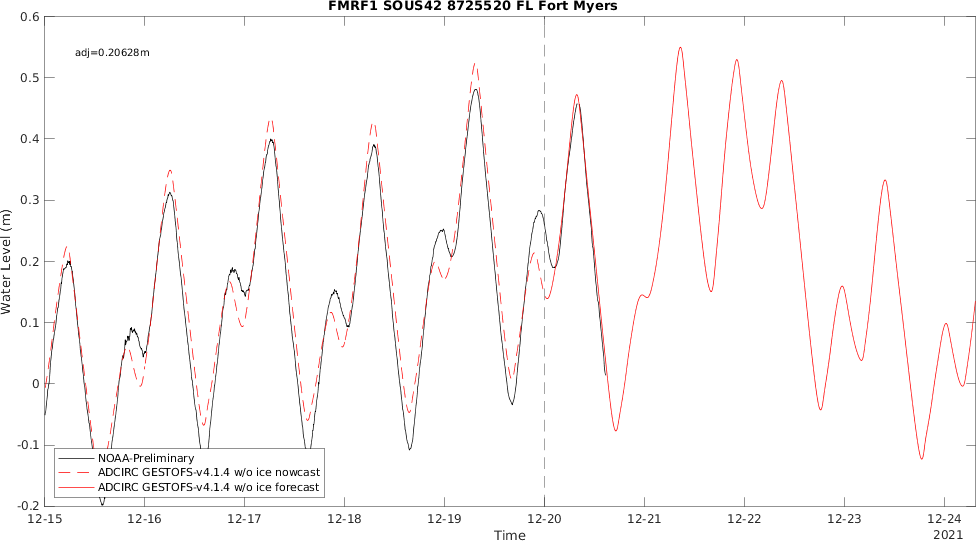 FMRF1 SOUS42 8725520 FL Fort Myers
0.6
adj=0.20628m
0.5
0.4
0.3
0.2
0.1
0
-0.1
-0.2
Water Level (m)
NOAA-Preliminary
ADCIRC GESTOFS-v4.1.4 w/o ice nowcast
ADCIRC GESTOFS-v4.1.4 w/o ice forecast
12-15 12-16 12-17 12-18 12-19 12-20 12-21 12-22 12-23 12-24
Time 2021